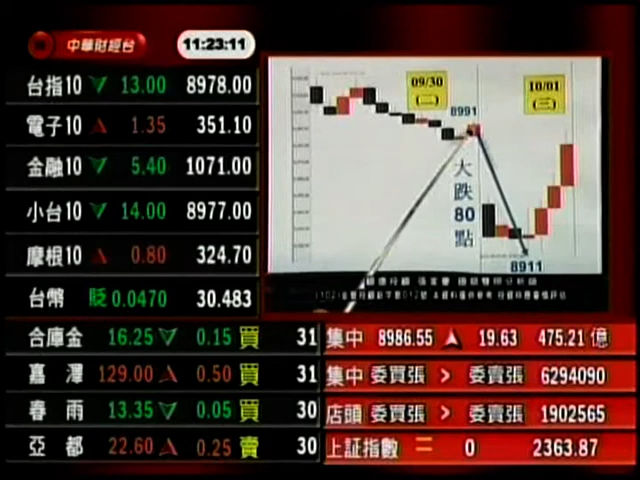 中華財經台
11:23:11
台指10 ▽ 13.00 8978.00
電子10 △ 1.35 351.10
金融10 ▽ 5.40 1071.00
小台10 ▽ 14.00 8977.00
摩根10 △ 0.80 324.70
台幣 貶 0.0470 30.483
09/30
(二)
10/01
(三)
8991
大跌80點
8911
合庫金 16.25 ▽ 0.15 買 31
嘉澤 129.00 △ 0.50 買 31
春雨 13.35 ▽ 0.05 買 30
亞都 22.60 △ 0.25 賣 30
集中 8986.55 ▲ 19.63 475.21 億
集中 委買張 > 委賣張 6294090
店頭 委買張 > 委賣張 1902565
上証指數 = 0 2363.87